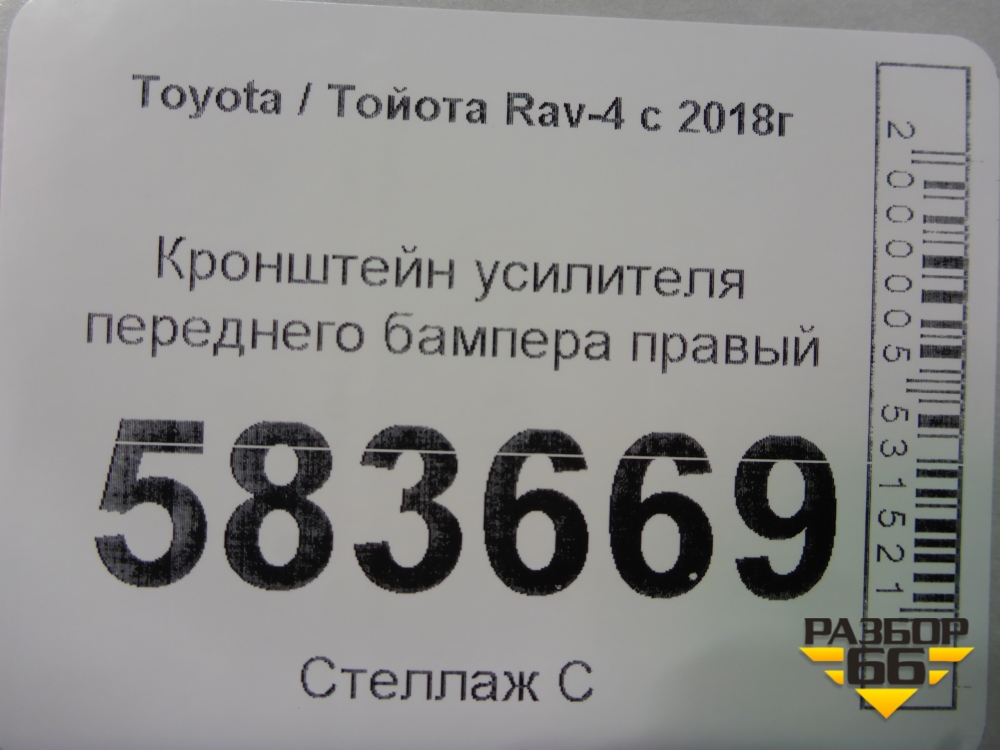 Toyota / Тойота Rav-4 с 2018г
Кронштейн усилителя
переднего бампера правый
583669
Стеллаж С
2000005531521
РАЗБОР
66